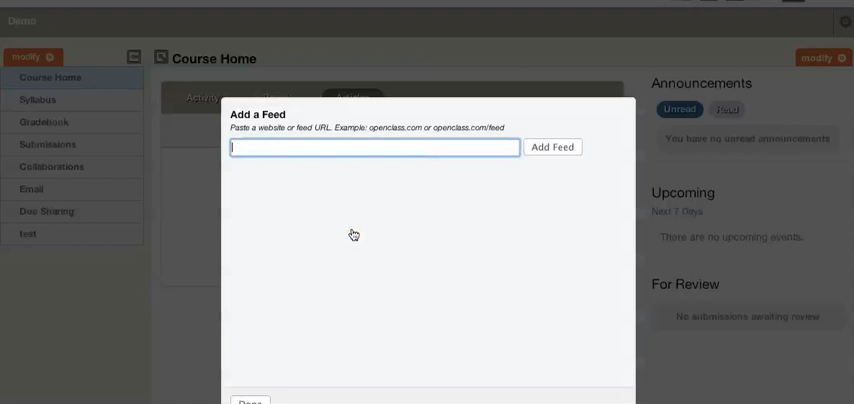 Demo
modify
Course Home
Syllabus
Gradebook
Submissions
Collaborations
Email
Doc Sharing
test
Course Home
Activity
Add a Feed
Paste a website or feed URL. Example: openclass.com or openclass.com/feed
Add Feed
Done
modify
Announcements
Unread Read
You have no unread announcements
Upcoming
Next 7 Days
There are no upcoming events.
For Review
No submissions awaiting review